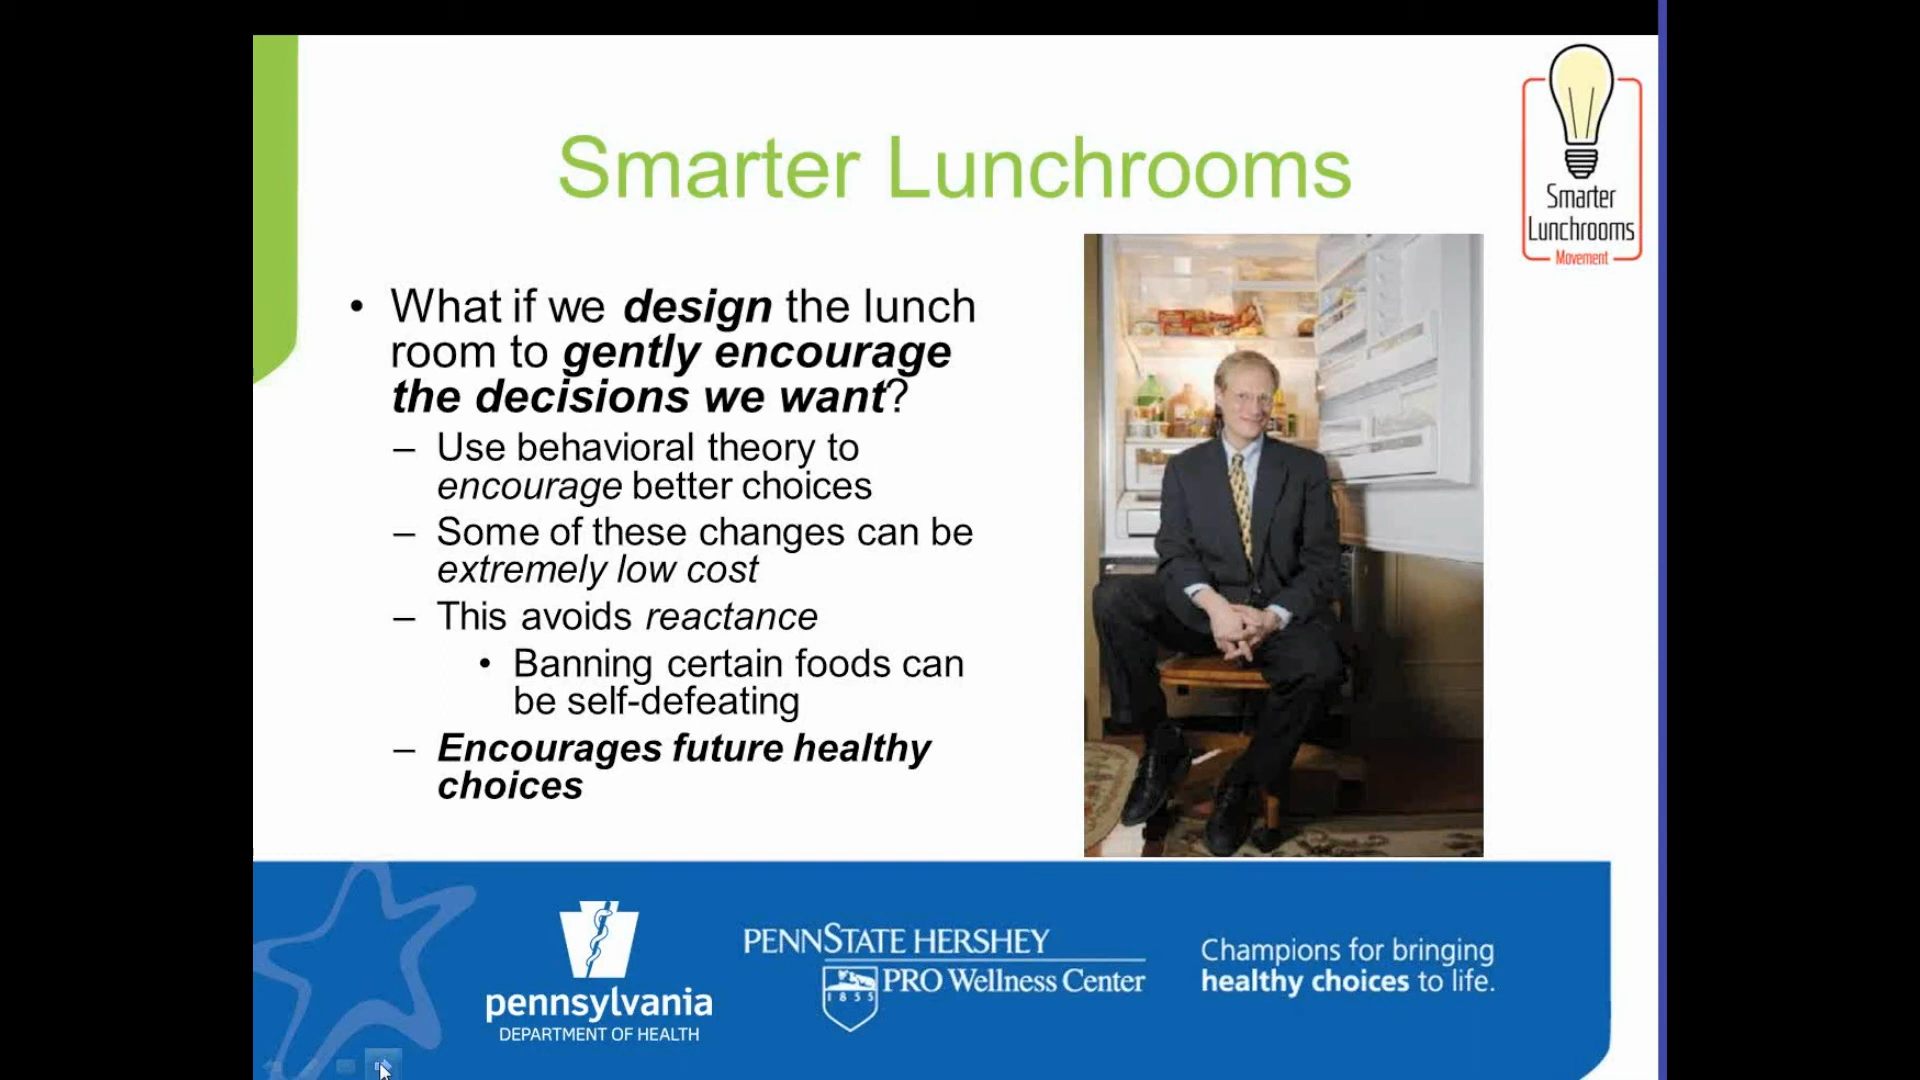 Smarter Lunchrooms
Smarter
Lunchrooms
Movement
• What if we design the lunch
room to gently encourage
the decisions we want?
– Use behavioral theory to
encourage better choices
– Some of these changes can be
extremely low cost
– This avoids reactance
• Banning certain foods can
be self-defeating
– Encourages future healthy
choices
pennsylvania
DEPARTMENT OF HEALTH
PENNSTATE HERSHEY
PRO Wellness Center
1855
Champions for bringing
healthy choices to life.